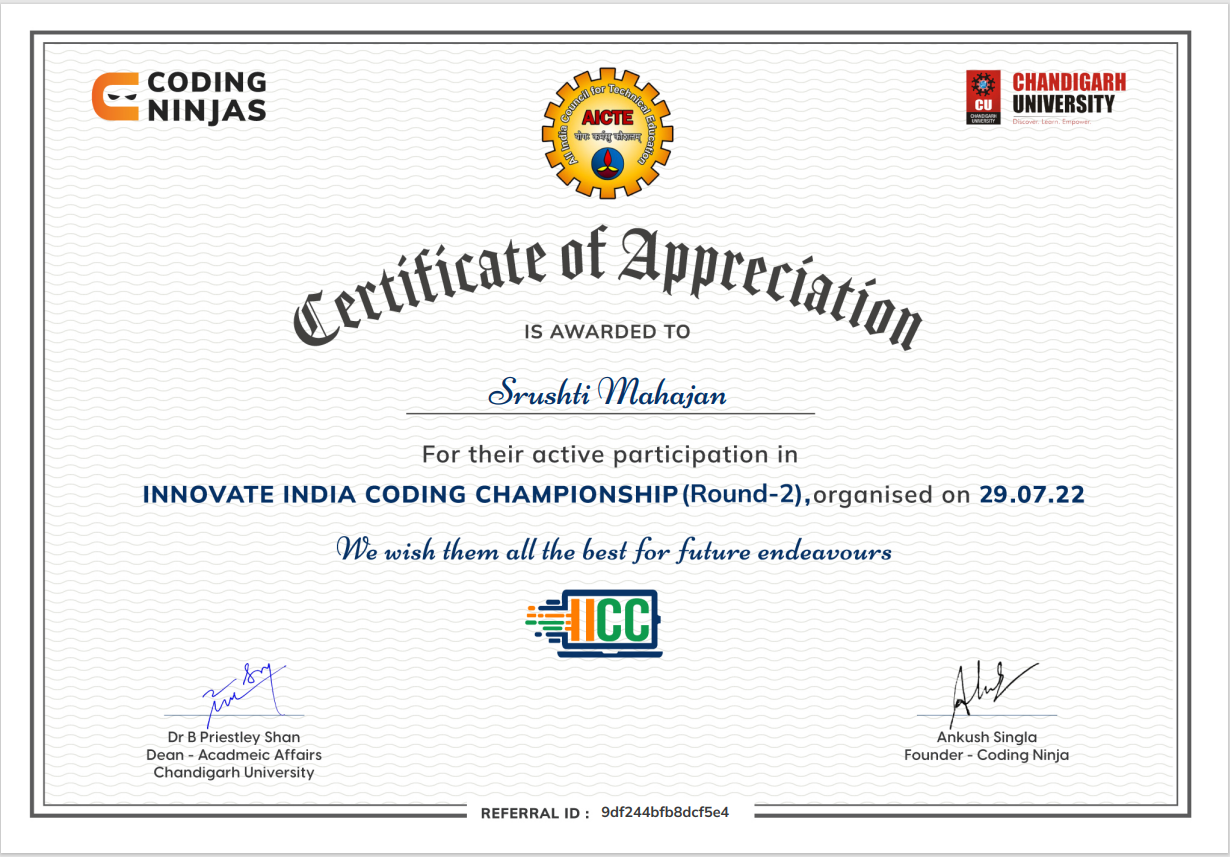 CODING
NINJAS
All India Council for Technical Education
AICTE
योगः कर्मसु कौशलम्
CU
CHANDIGARH
UNIVERSITY
CHANDIGARH
UNIVERSITY
Discover. Learn. Empower.
Certificate of Appreciation
IS AWARDED TO
Srushti Mahajan
For their active participation in
INNOVATE INDIA CODING CHAMPIONSHIP(Round-2),organised on 29.07.22
We wish them all the best for future endeavours
IICC
Dr B Priestley Shan
Dean - Acadmeic Affairs
Chandigarh University
Ankush Singla
Founder - Coding Ninja
REFERRAL ID : 9df244bfb8dcf5e4